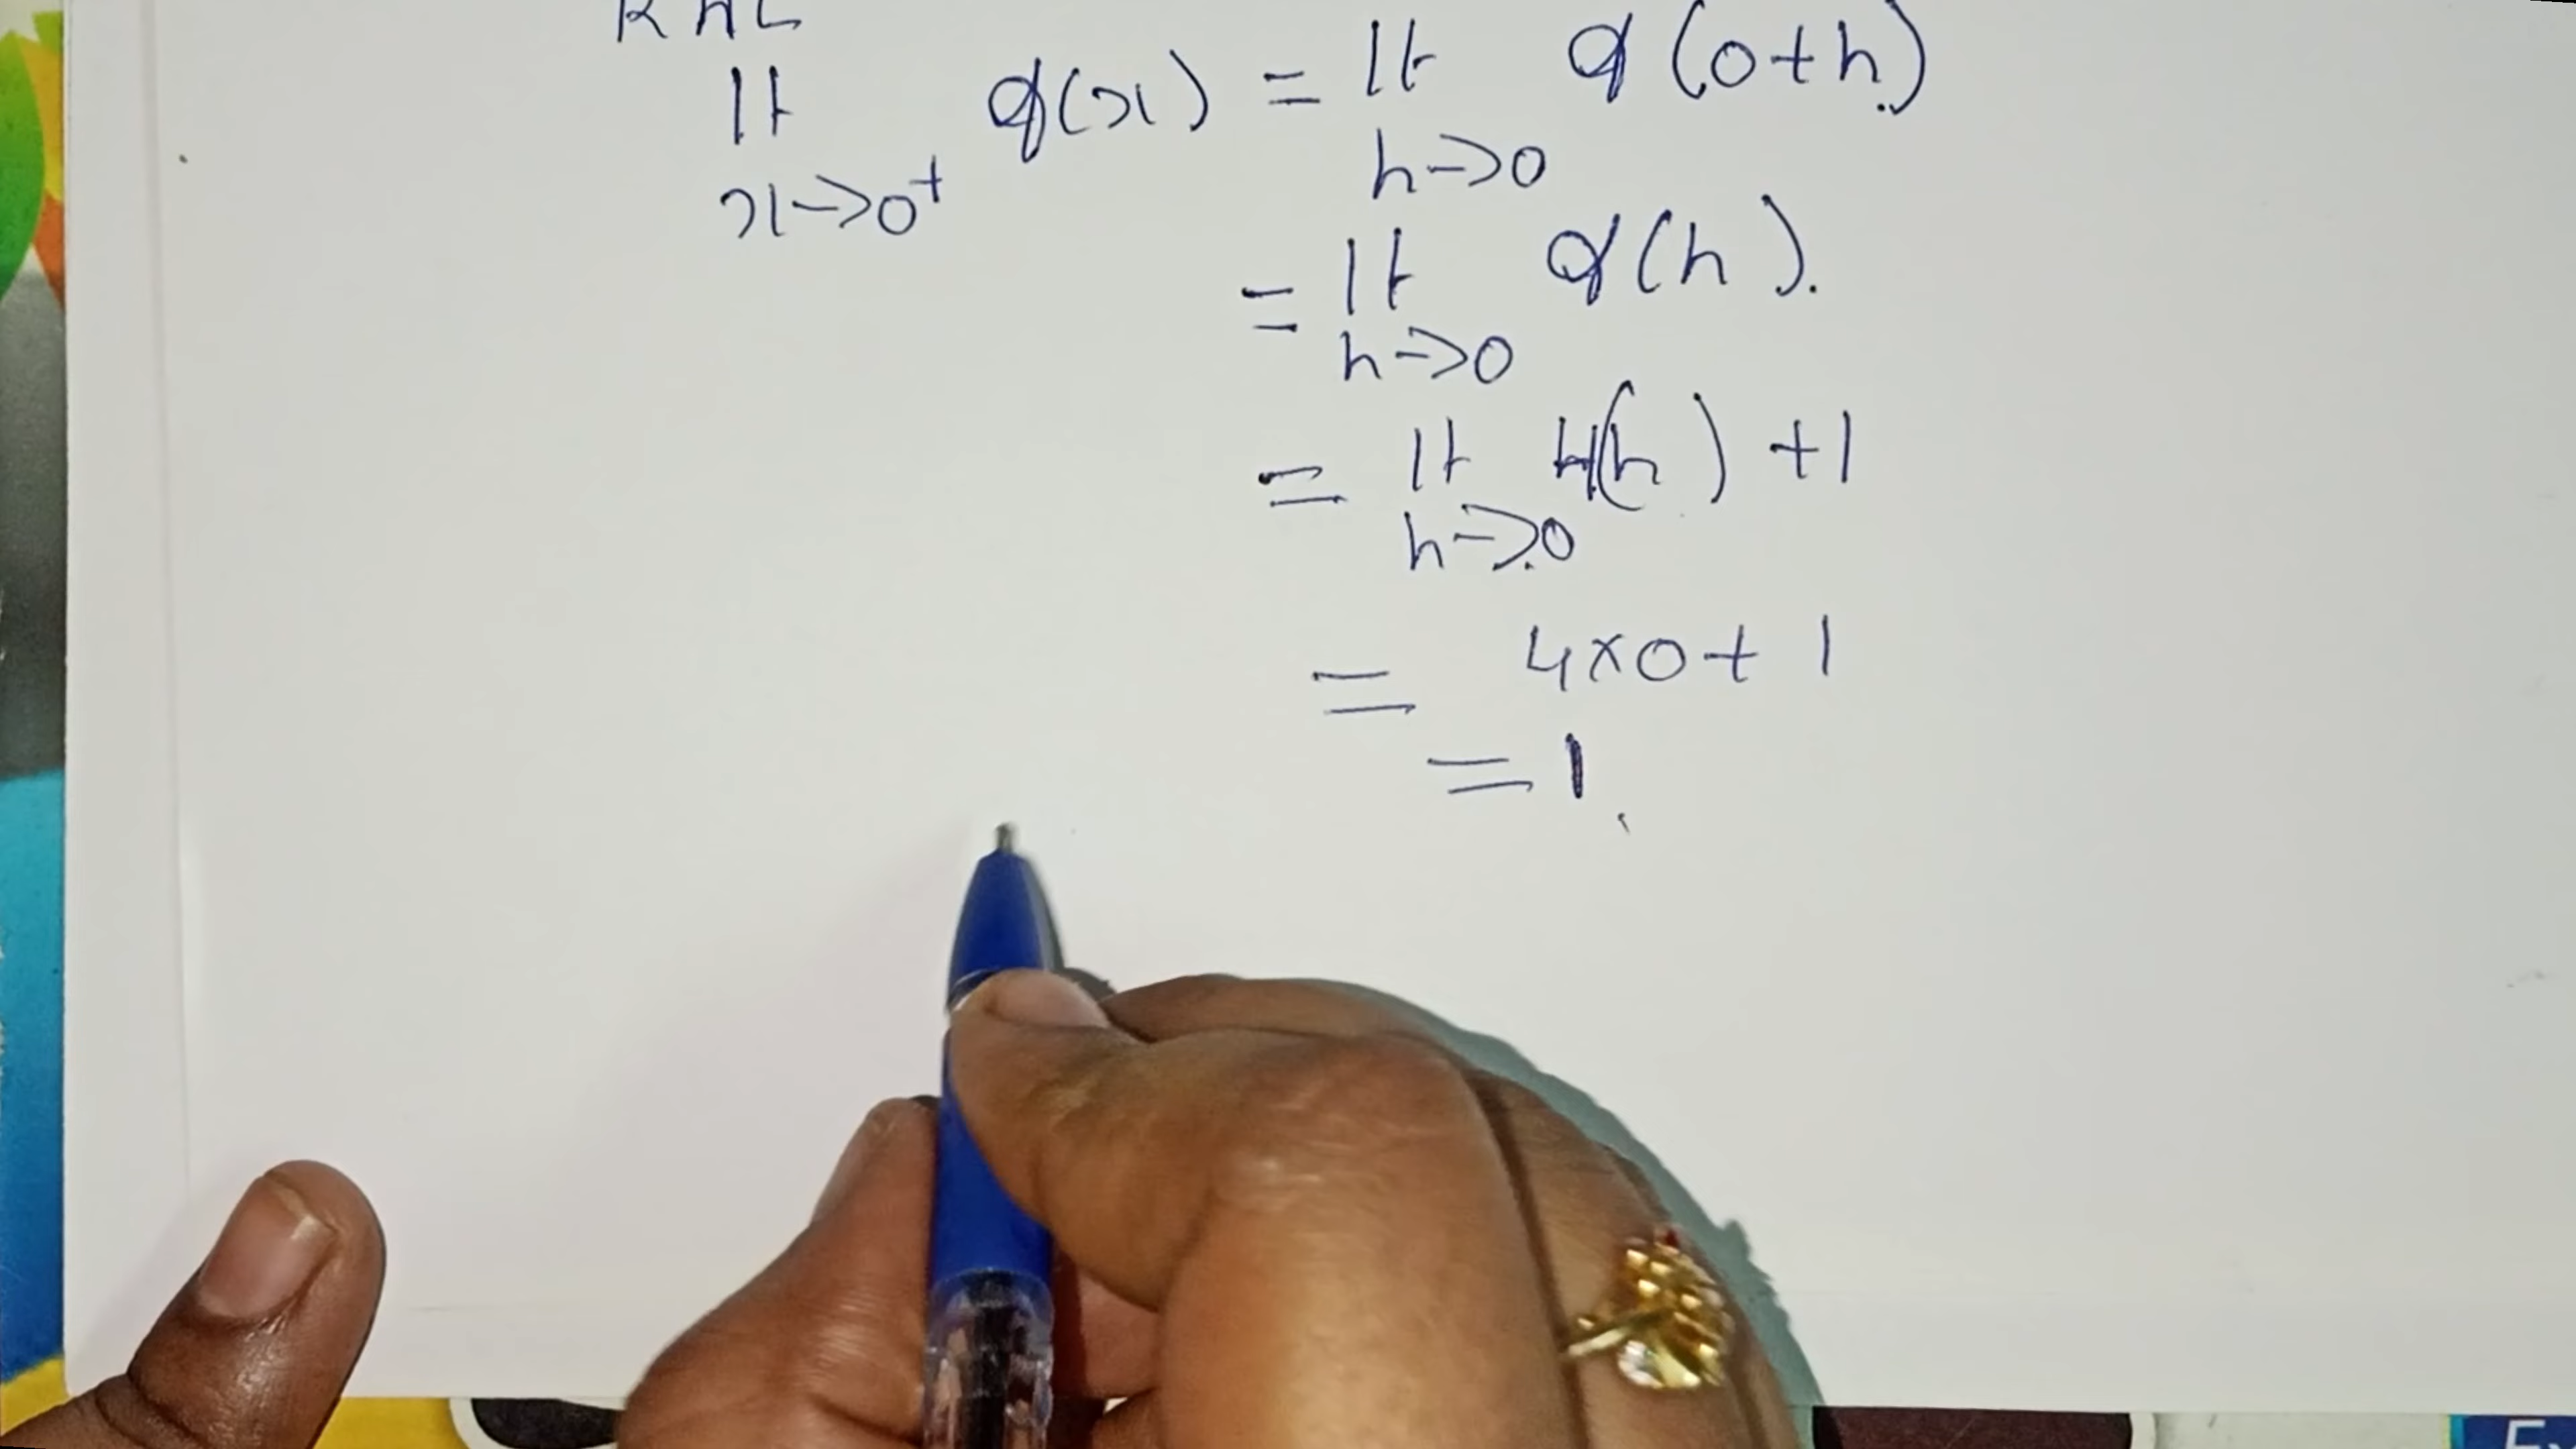 RHL
lt f(x) = lt f(0+h)
x→0⁺ h→0
= lt f(h).
h→0
= lt 4(h) +1
h→0
= 4×0+1
= 1.